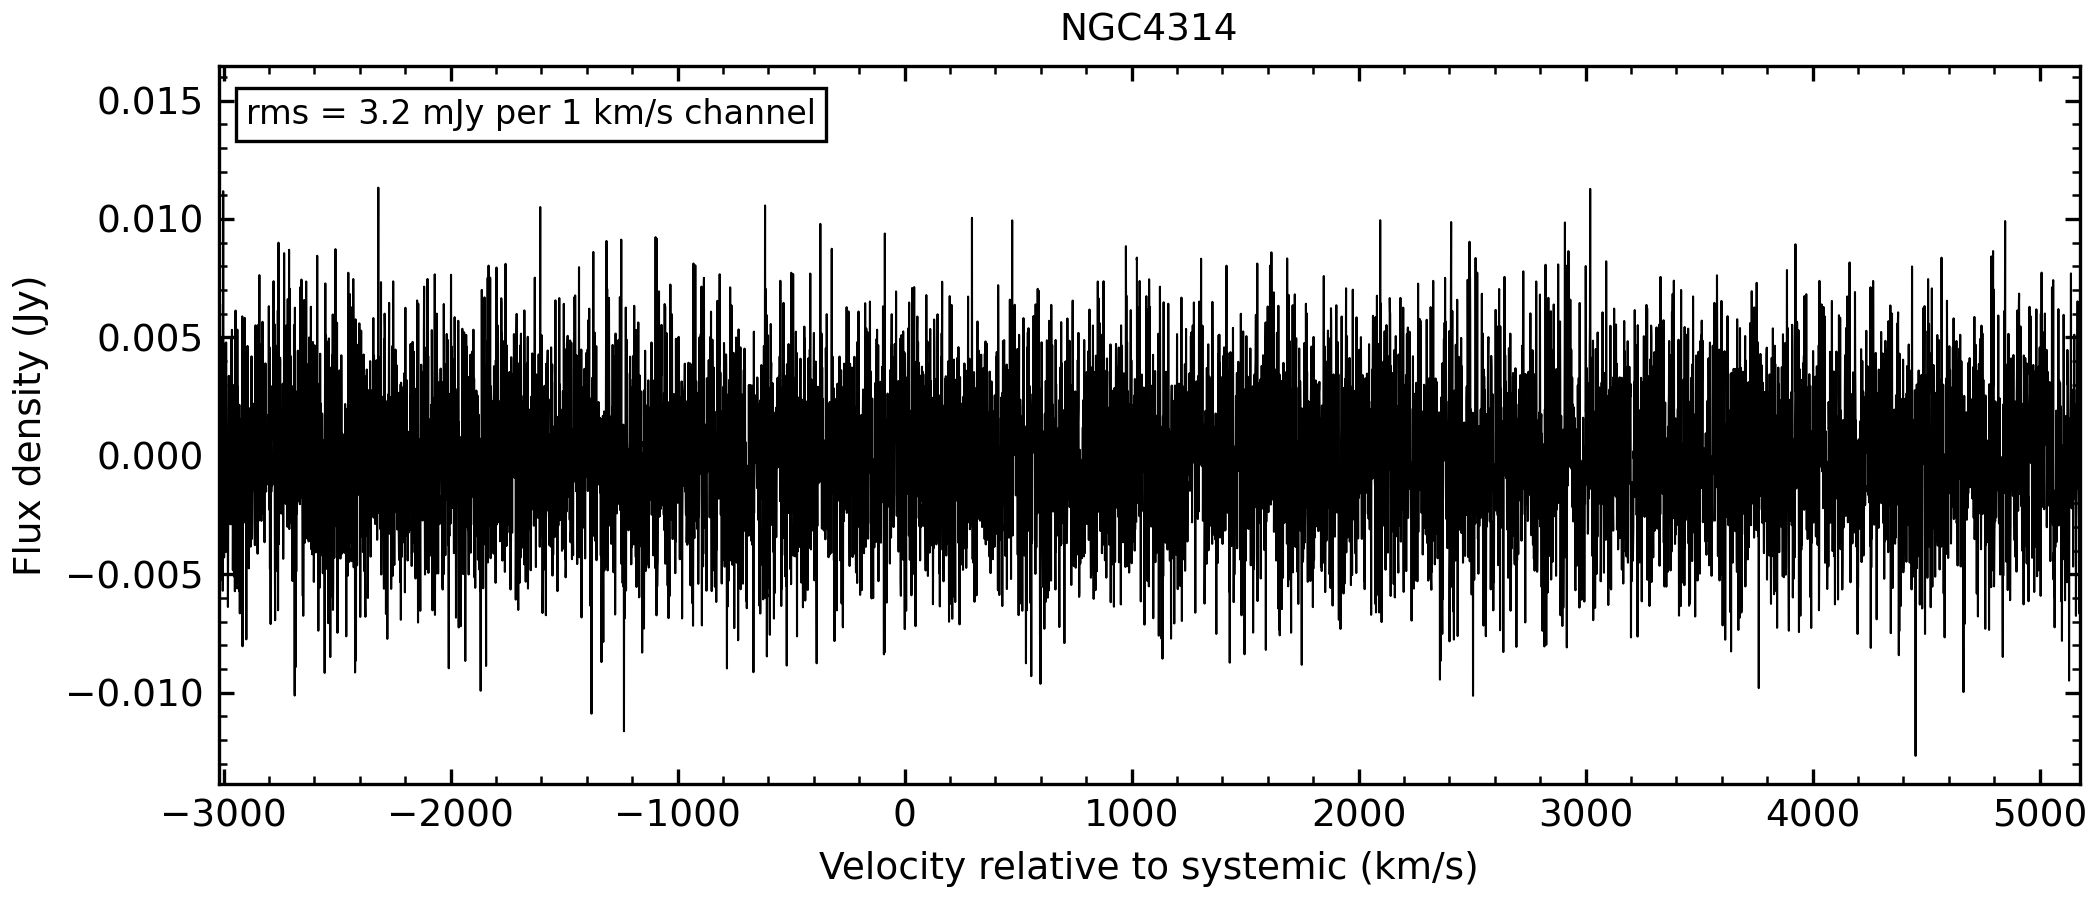 NGC4314
rms = 3.2 mJy per 1 km/s channel
0.015
0.010
0.005
0.000
−0.005
−0.010
Flux density (Jy)
−3000 −2000 −1000 0 1000 2000 3000 4000 5000
Velocity relative to systemic (km/s)